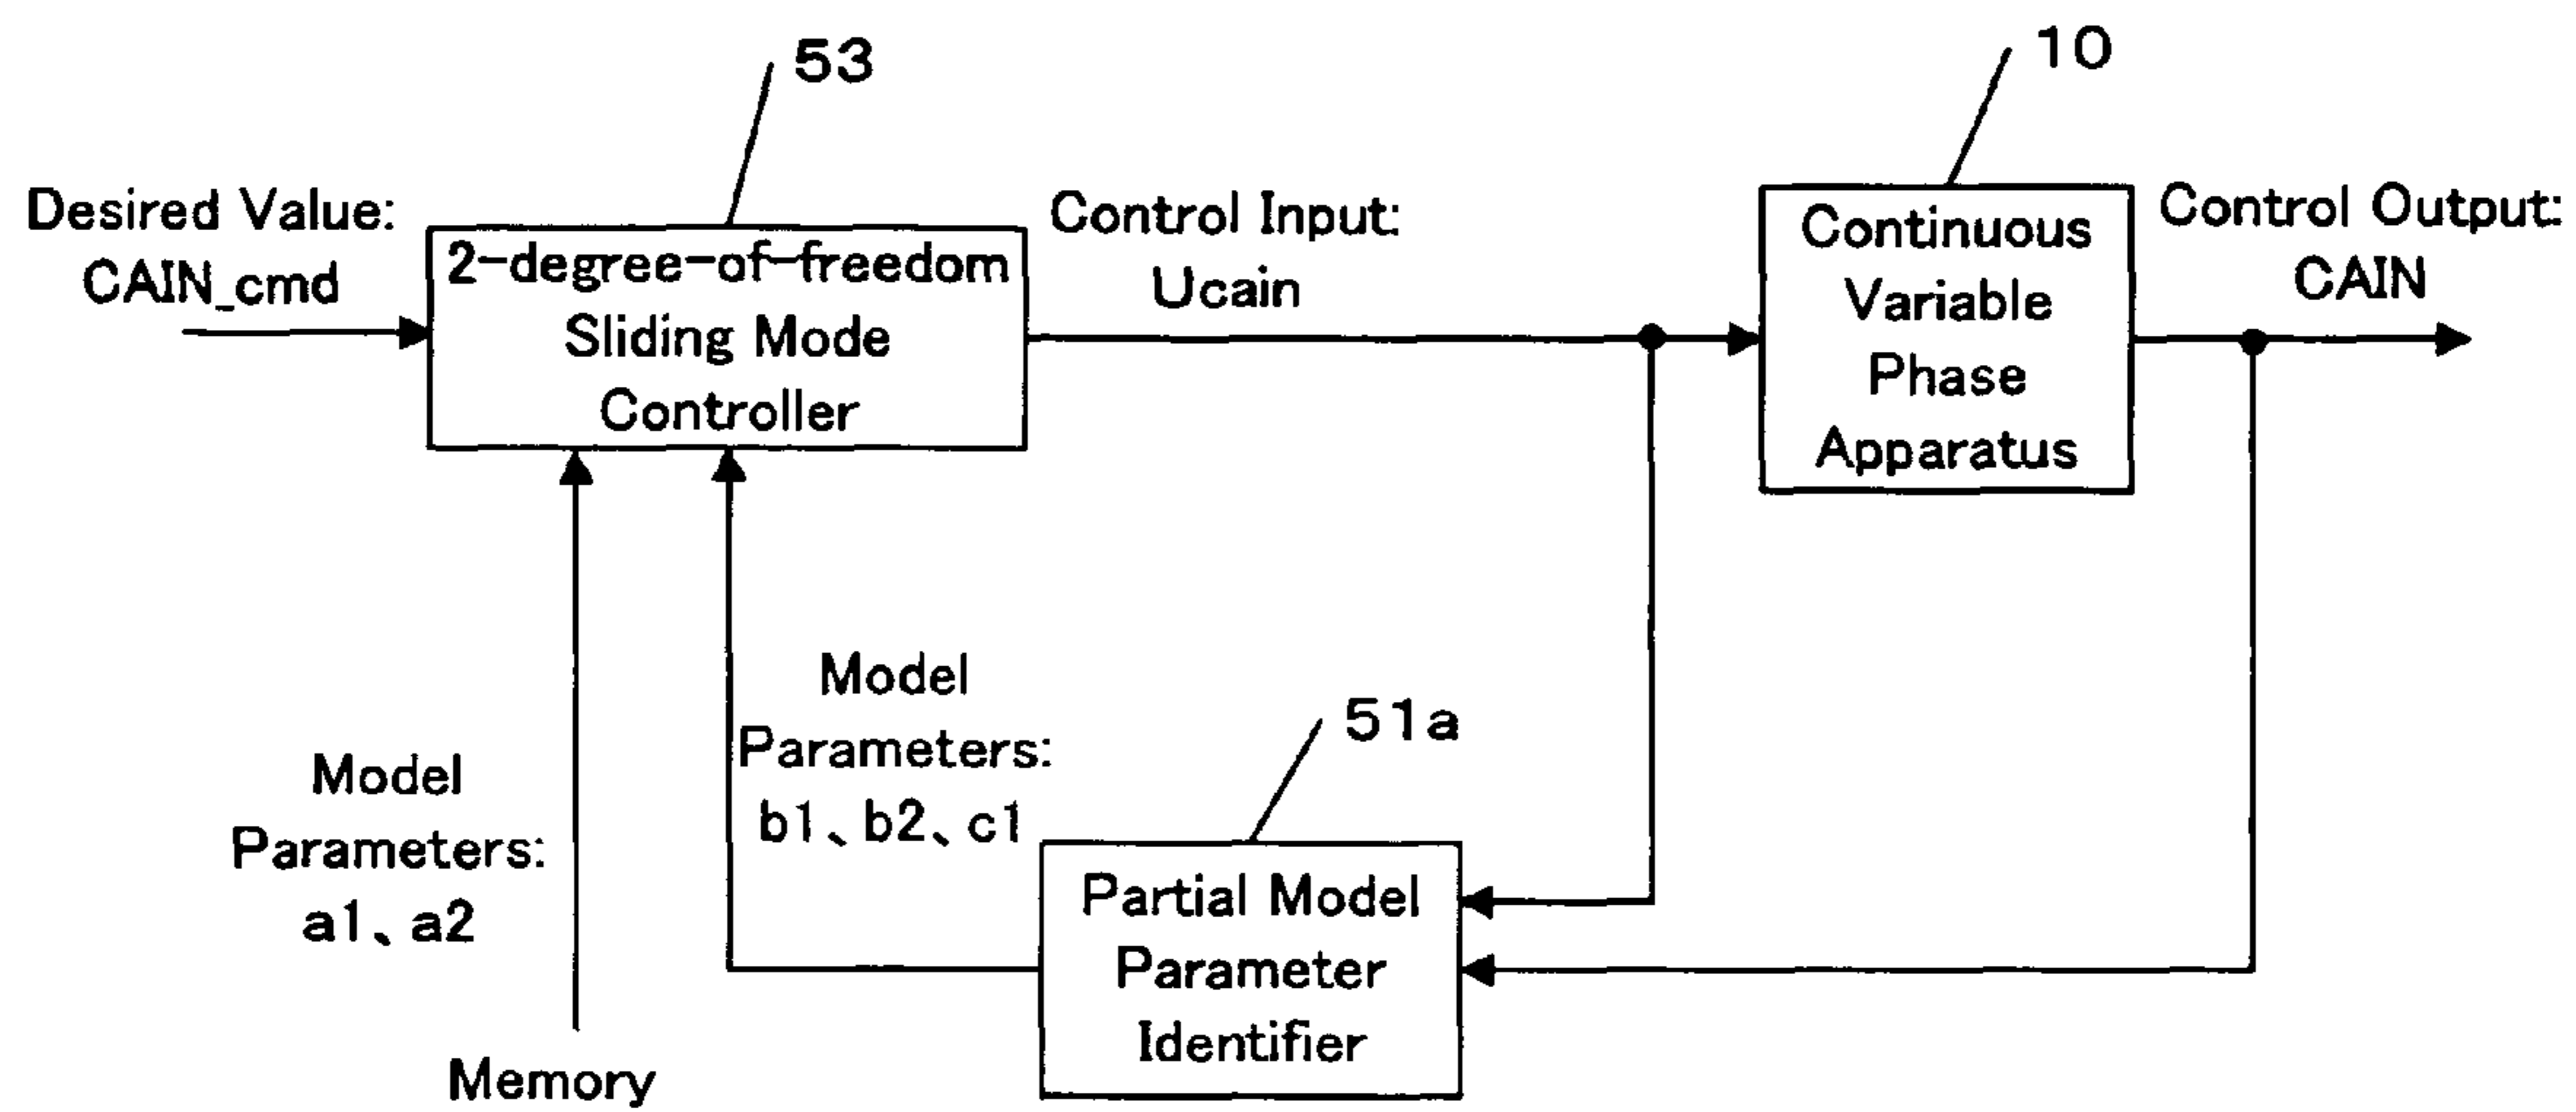 53
10
Desired Value:
CAIN_cmd
2-degree-of-freedom
Sliding Mode
Controller
Control Input:
Ucain
Continuous
Variable
Phase
Apparatus
Control Output:
CAIN
Model
Parameters:
a1、a2
Model
Parameters:
b1、b2、c1
51a
Partial Model
Parameter
Identifier
Memory